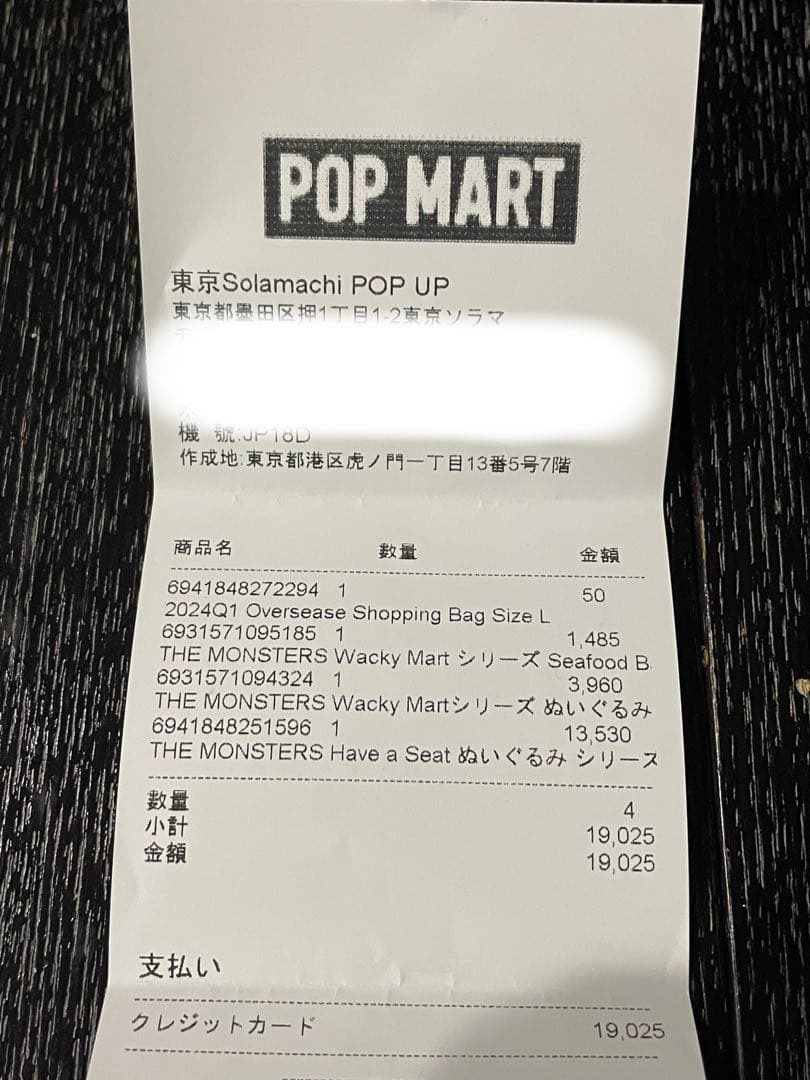 POP MART
東京Solamachi POP UP
東京都墨田区押1丁目1-2東京ソラマ
機 號:JP18D
作成地:東京都港区虎ノ門一丁目13番5号7階
商品名 数量 金額
6941848272294 1 50
2024Q1 Oversease Shopping Bag Size L
6931571095185 1 1,485
THE MONSTERS Wacky Mart シリーズ Seafood B
6931571094324 1 3,960
THE MONSTERS Wacky Martシリーズ ぬいぐるみ
6941848251596 1 13,530
THE MONSTERS Have a Seat ぬいぐるみ シリース
数量 4
小計 19,025
金額 19,025
支払い
クレジットカード 19,025